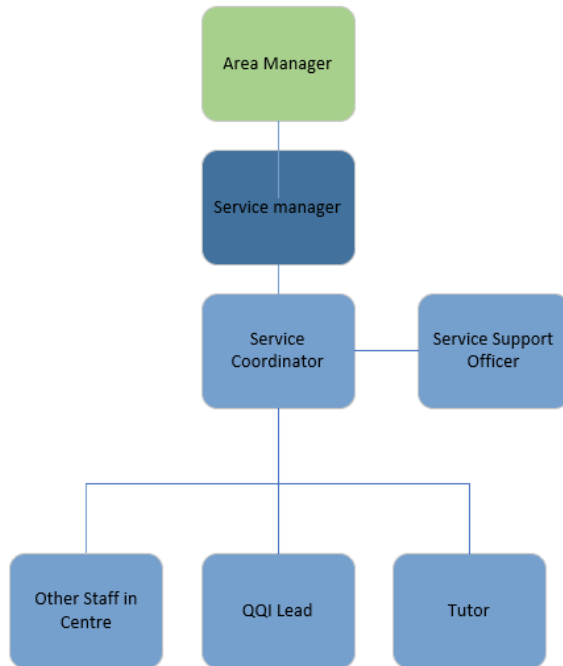 Area Manager
Service manager
Service
Coordinator
Service Support
Officer
Other Staff in
Centre
QQI Lead
Tutor